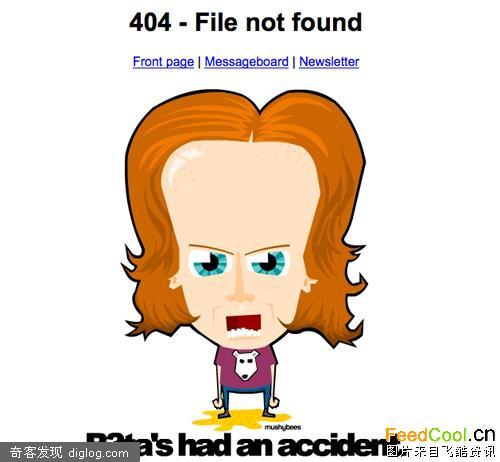 404 - File not found
Front page | Messageboard | Newsletter
mushybees
B3ta's had an accident
FeedCool.cn
奇客发现 diglog.com
图片来自飞酷资讯